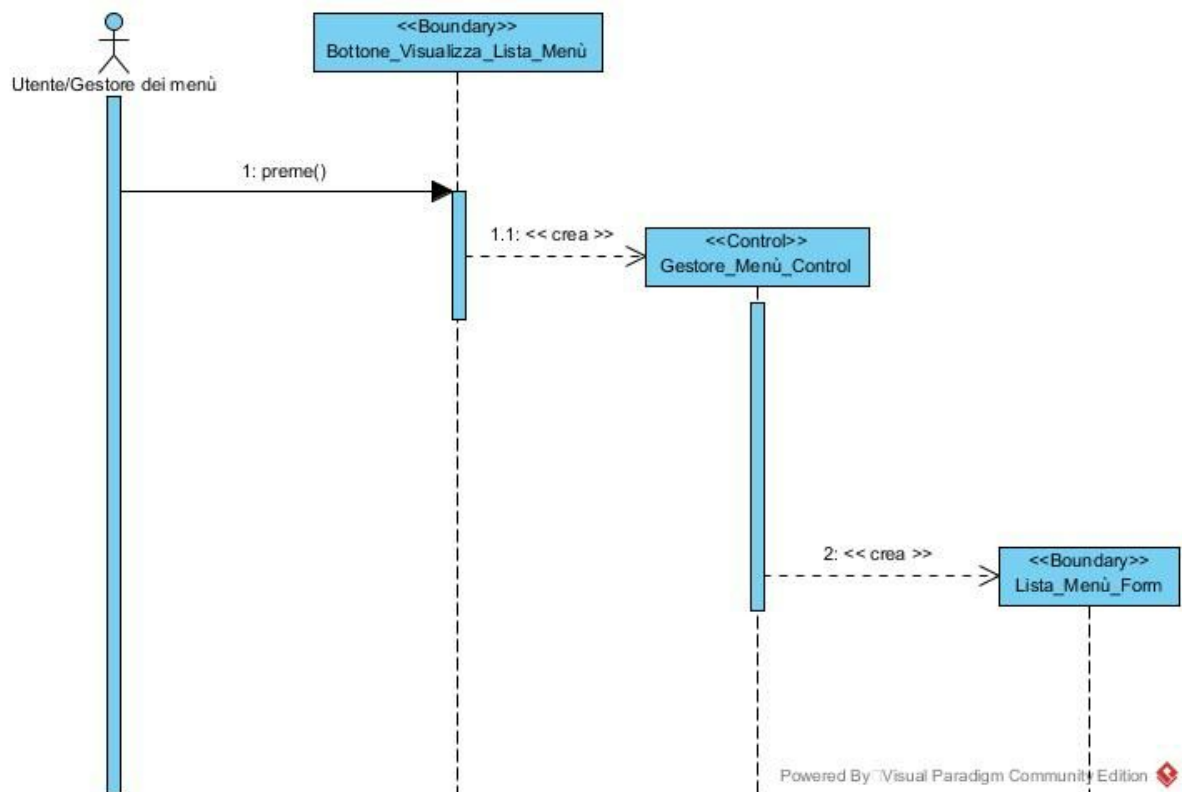 <<Boundary>>
Bottone_Visualizza_Lista_Menù
Utente/Gestore dei menù
1: preme()
1.1: << crea >>
<<Control>>
Gestore_Menù_Control
2: << crea >>
<<Boundary>>
Lista_Menù_Form
Powered By Visual Paradigm Community Edition